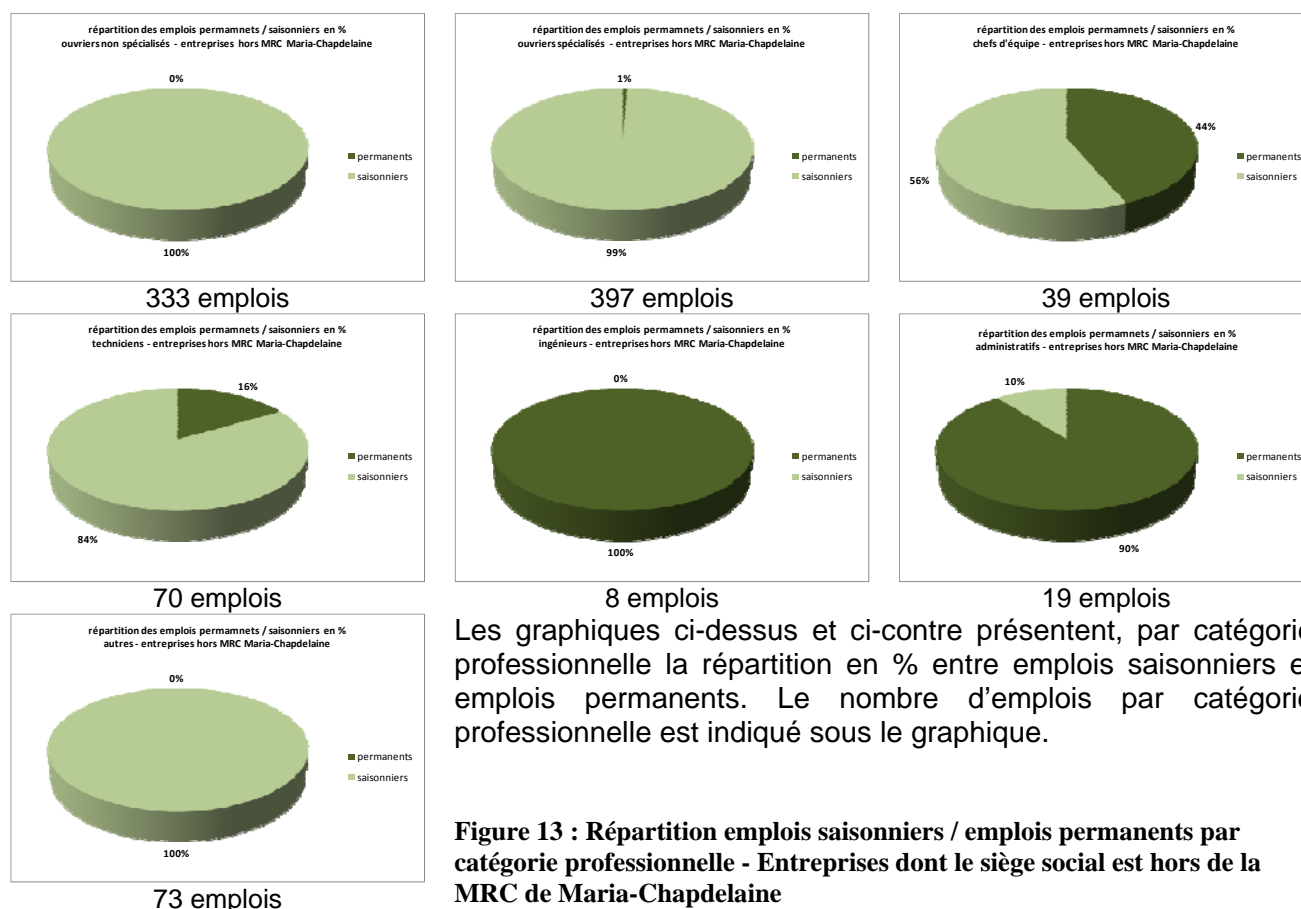 répartition des emplois permamnets / saisonniers en %
ouvriers non spécialisés - entreprises hors MRC Maria-Chapdelaine
0%
permanents
saisonniers
100%
333 emplois
répartition des emplois permamnets / saisonniers en %
ouvriers spécialisés - entreprises hors MRC Maria-Chapdelaine
1%
permanents
saisonniers
99%
397 emplois
répartition des emplois permamnets / saisonniers en %
chefs d'équipe - entreprises hors MRC Maria-Chapdelaine
44%
permanents
saisonniers
56%
39 emplois
répartition des emplois permamnets / saisonniers en %
techniciens - entreprises hors MRC Maria-Chapdelaine
16%
permanents
saisonniers
84%
70 emplois
répartition des emplois permamnets / saisonniers en %
ingénieurs - entreprises hors MRC Maria-Chapdelaine
0%
permanents
saisonniers
100%
8 emplois
répartition des emplois permamnets / saisonniers en %
administratifs - entreprises hors MRC Maria-Chapdelaine
10%
permanents
saisonniers
90%
19 emplois
répartition des emplois permamnets / saisonniers en %
autres - entreprises hors MRC Maria-Chapdelaine
0%
permanents
saisonniers
100%
73 emplois
Les graphiques ci-dessus et ci-contre présentent, par catégorie
professionnelle la répartition en % entre emplois saisonniers e
emplois permanents. Le nombre d'emplois par catégorie
professionnelle est indiqué sous le graphique.
Figure 13 : Répartition emplois saisonniers / emplois permanents par
catégorie professionnelle - Entreprises dont le siège social est hors de la
MRC de Maria-Chapdelaine